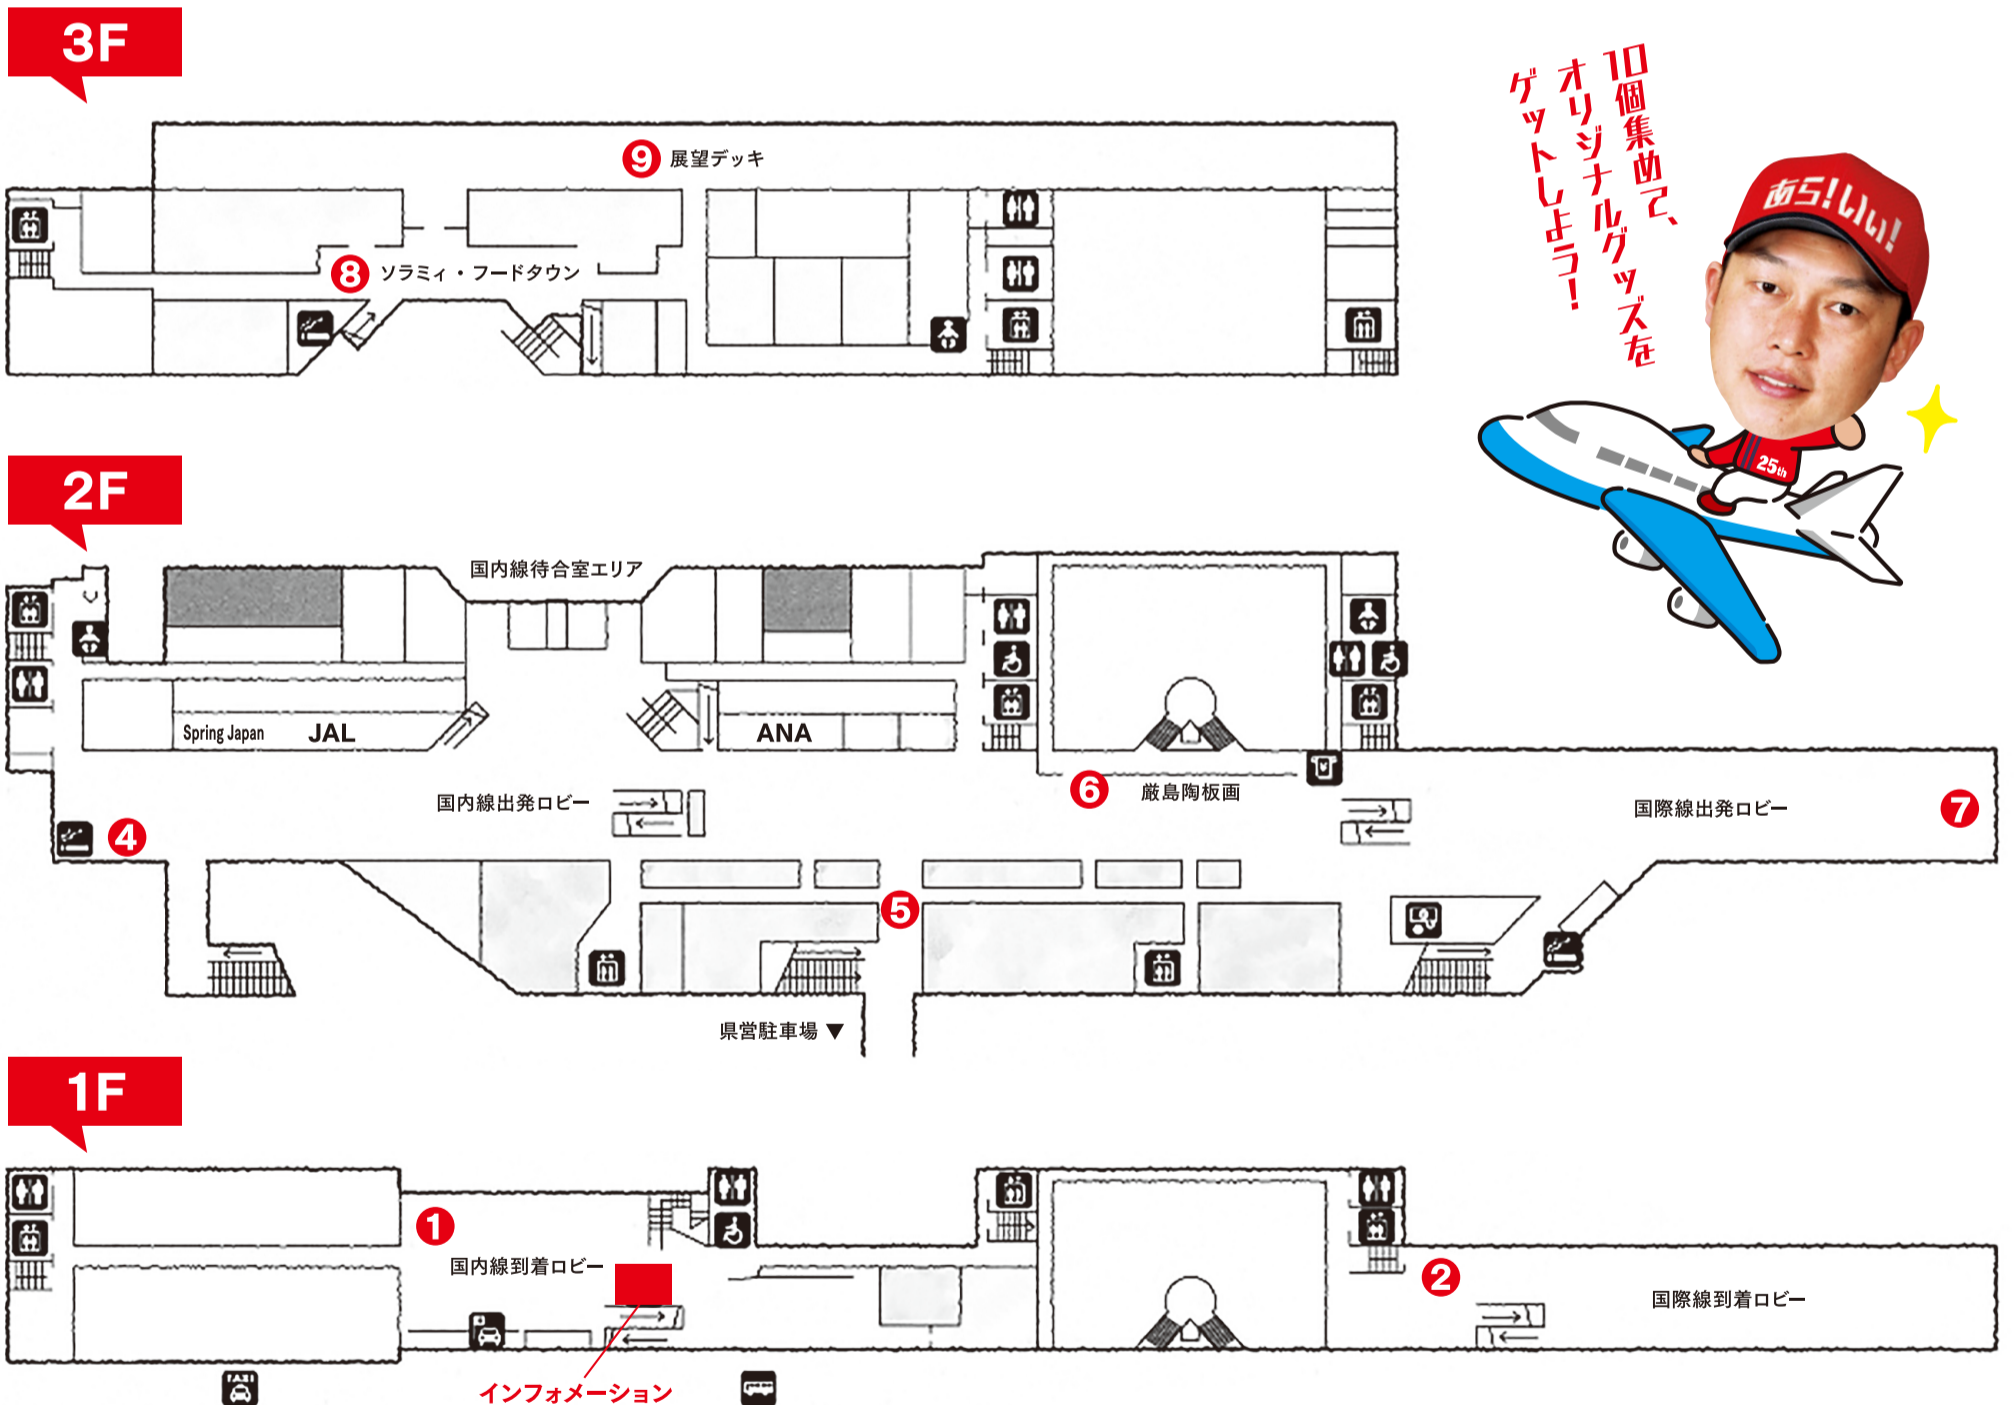 3F
10個集めて、
オリジナルグッズを
ゲットしよう!
あら!いい!
25th
9 展望デッキ
8 ソラミィ・フードタウン
2F
国内線待合室エリア
Spring Japan JAL
ANA
国内線出発ロビー
6 厳島陶板画
国際線出発ロビー 7
4
5
県営駐車場 ▼
1F
1
国内線到着ロビー
2
国際線到着ロビー
インフォメーション
TAXI